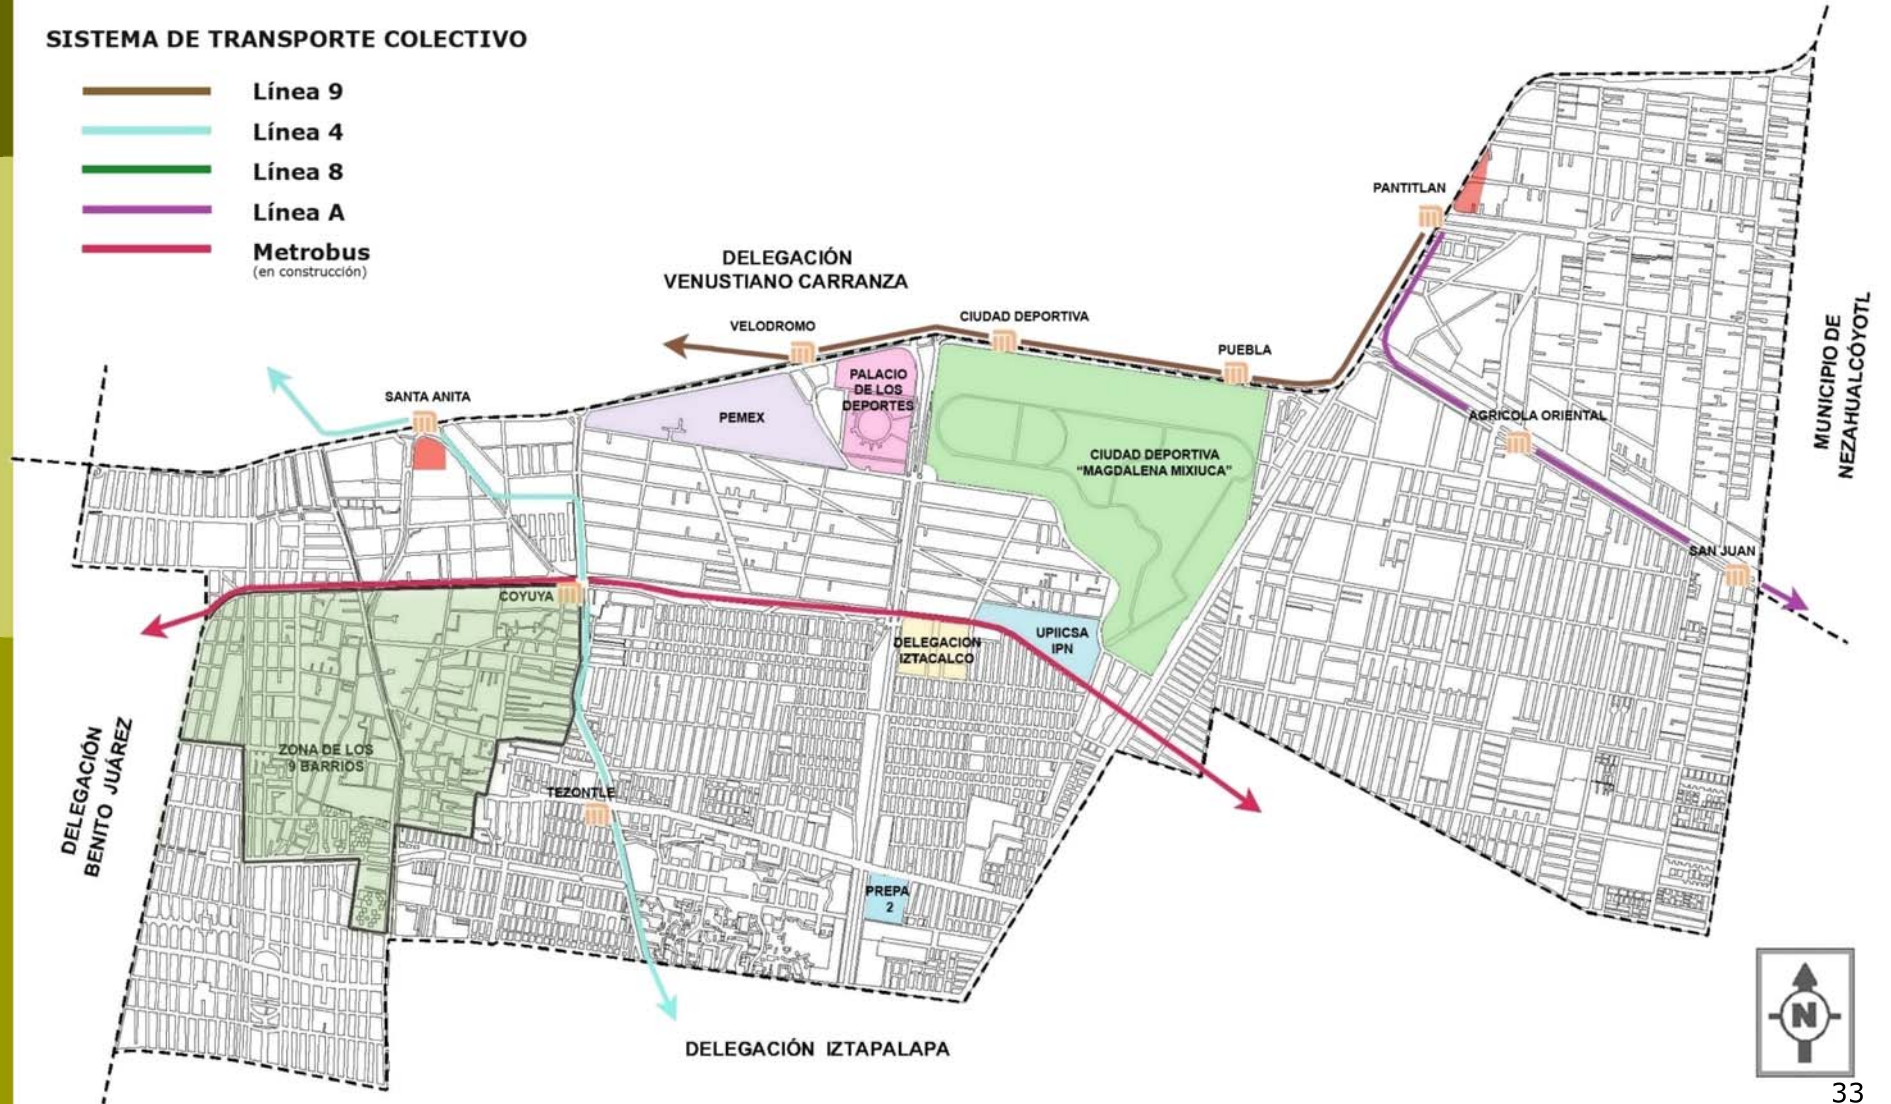 SISTEMA DE TRANSPORTE COLECTIVO
Línea 9
Línea 4
Línea 8
Línea A
Metrobus
(en construcción)
PANTITLAN
DELEGACIÓN
VENUSTIANO CARRANZA
VELODROMO
CIUDAD DEPORTIVA
PUEBLA
MUNICIPIO DE
NEZAHUALCÓYOTL
SANTA ANITA
PALACIO
DE LOS
DEPORTES
PEMEX
AGRICOLA ORIENTAL
CIUDAD DEPORTIVA
"MAGDALENA MIXIUCA"
SAN JUAN
COYUYA
DELEGACION
IZTACALCO
UPIICSA
IPN
DELEGACIÓN
BENITO JUÁREZ
ZONA DE LOS
9 BARRIOS
TEZONTLE
PREPA
2
DELEGACIÓN IZTAPALAPA
N
33